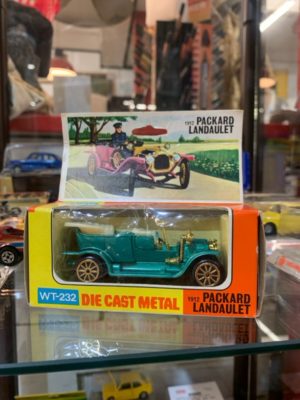 1912 PACKARD
LANDAULET
WT-232 DIE CAST METAL
1912 PACKARD
LANDAULET